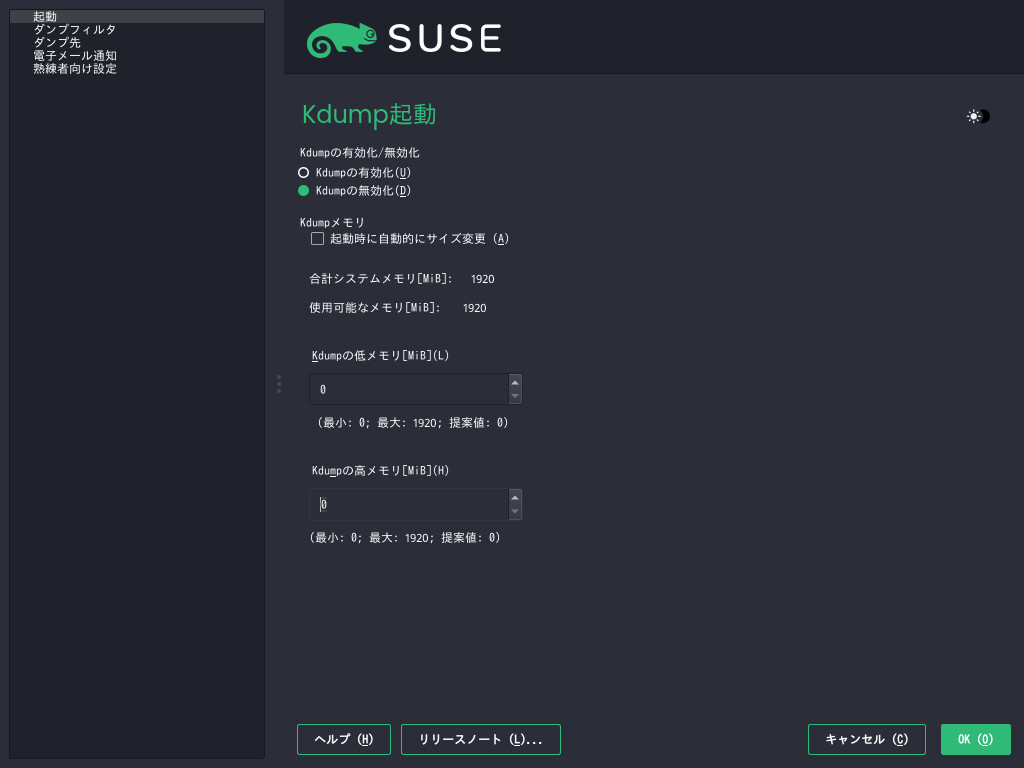 起動
ダンプフィルタ
ダンプ先
電子メール通知
熟練者向け設定
SUSE
Kdump起動
Kdumpの有効化/無効化
Kdumpの有効化(U)
Kdumpの無効化(D)
Kdumpメモリ
起動時に自動的にサイズ変更 (A)
合計システムメモリ[MiB]: 1920
使用可能なメモリ[MiB]: 1920
Kdumpの低メモリ[MiB](L)
0
(最小: 0; 最大: 1920; 提案値: 0)
Kdumpの高メモリ[MiB](H)
0
(最小: 0; 最大: 1920; 提案値: 0)
ヘルプ (H) リリースノート (L)... キャンセル (C) OK (O)